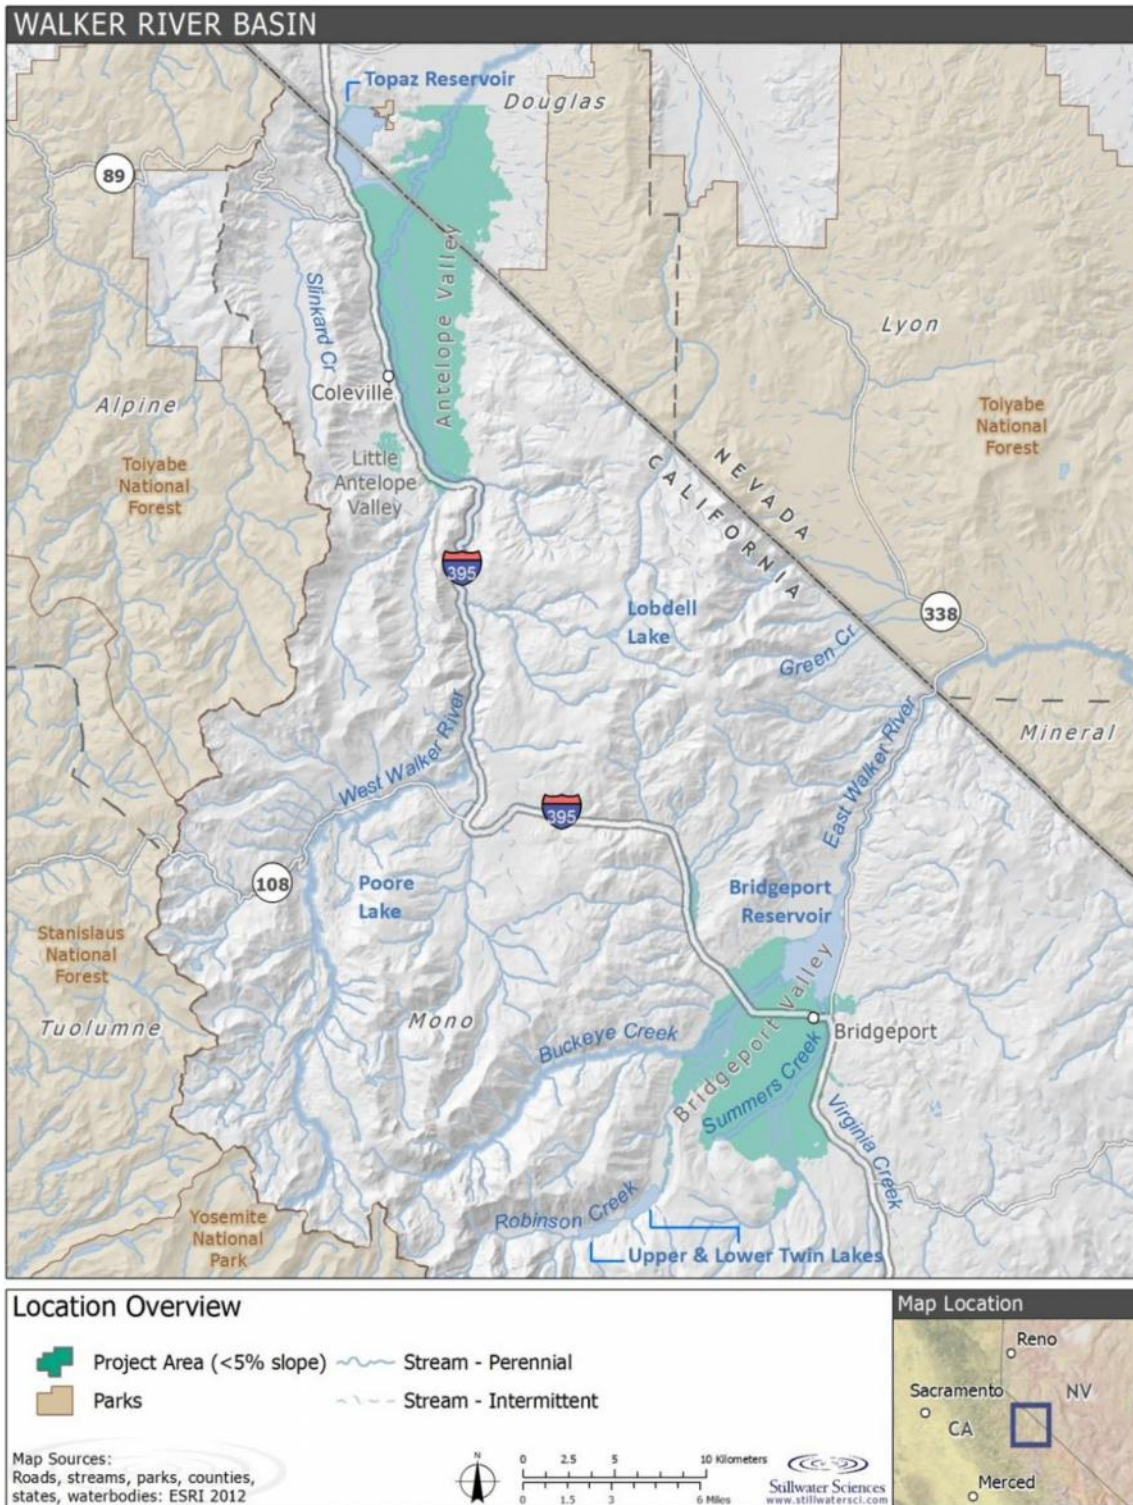 WALKER RIVER BASIN
Topaz Reservoir
Douglas
89
Antelope Valley
Slinkard Cr
Lyon
Coleville
Alpine
Toiyabe
National
Forest
Toiyabe
National
Forest
Little
Antelope
Valley
NEVADA
CALIFORNIA
395
Lobdell
Lake
338
Green Cr
West Walker River
East Walker River
Mineral
395
108
Poore
Lake
Bridgeport
Reservoir
Stanislaus
National
Forest
Tuolumne
Mono
Buckeye Creek
Bridgeport Valley
Bridgeport
Summers Creek
Virginia Creek
Robinson Creek
Yosemite
National
Park
Upper & Lower Twin Lakes
Location Overview
Project Area (<5% slope)
Stream - Perennial
Parks
Stream - Intermittent
Map Sources:
Roads, streams, parks, counties,
states, waterbodies: ESRI 2012
N
0 2.5 5 10 Kilometers
0 1.5 3 6 Miles
Stillwater Sciences
www.stillwatersci.com
Map Location
Reno
Sacramento
NV
CA
Merced